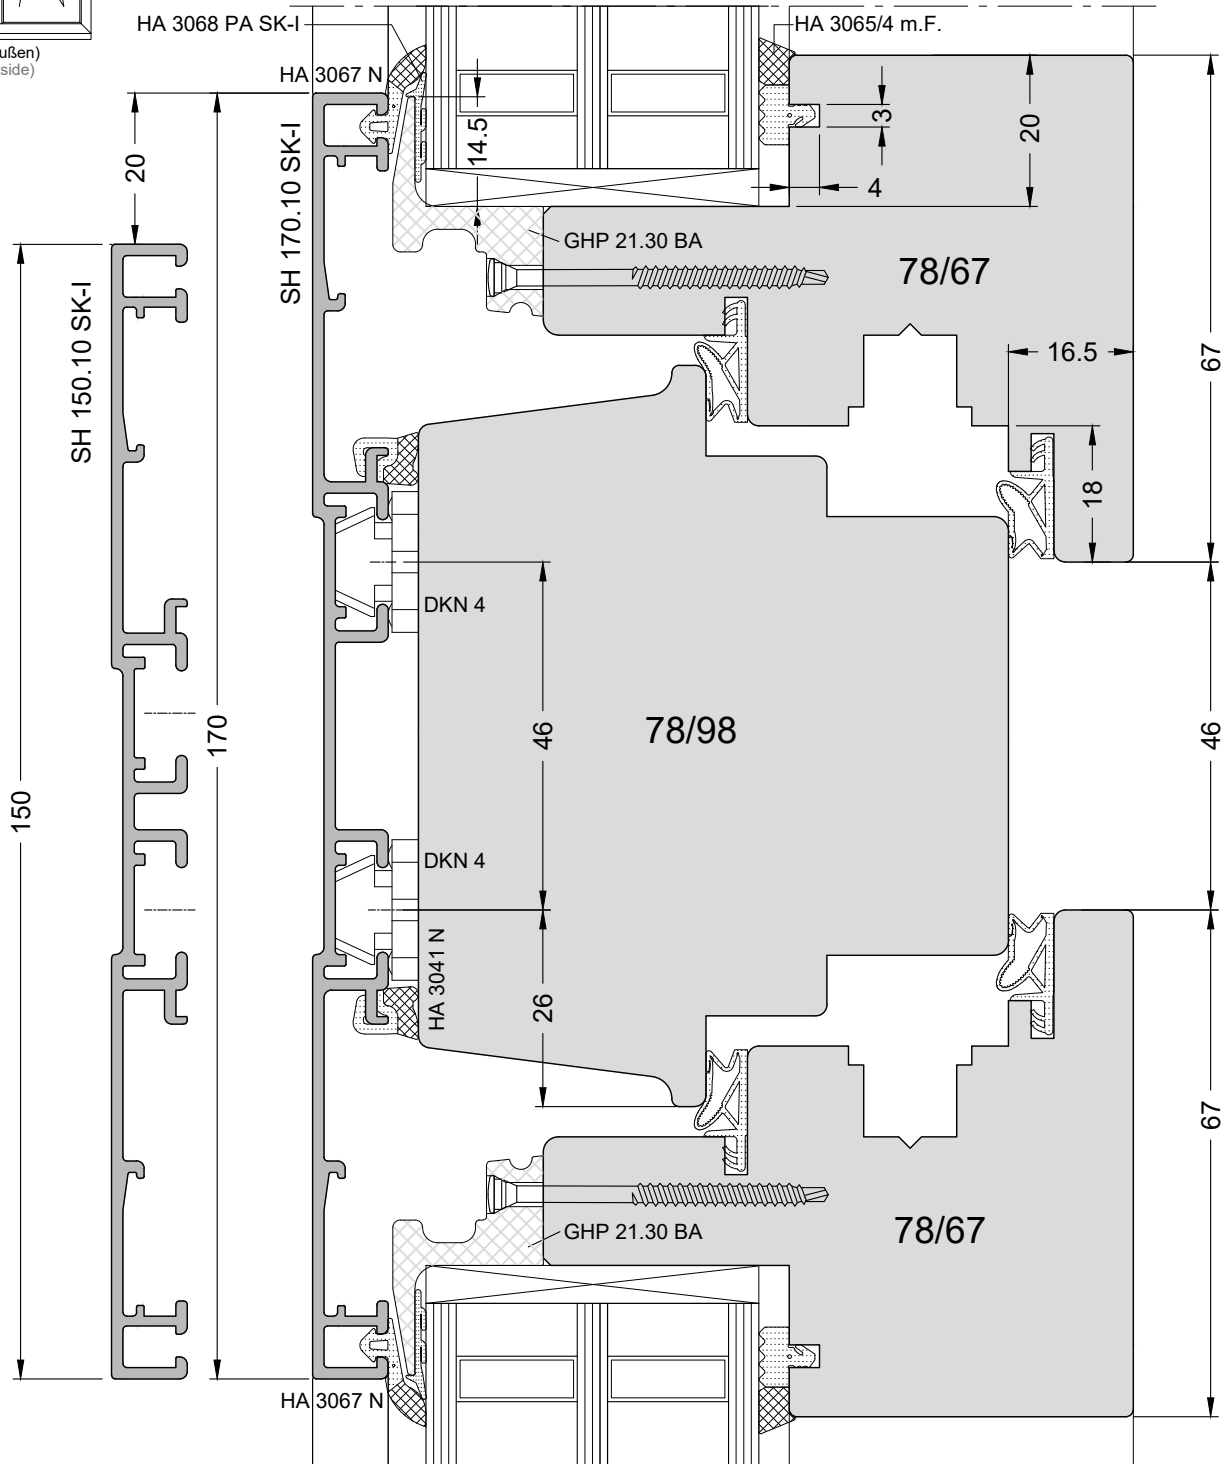 HA 3068 PA SK-I
HA 3065/4 m.F.
ußen)
side)
HA 3067 N
20
SH 170.10 SK-I
14.5
3
20
4
GHP 21.30 BA
78/67
SH 150.10 SK-I
16.5
67
18
DKN 4
46
78/98
46
170
150
DKN 4
HA 3041 N
26
67
GHP 21.30 BA
78/67
HA 3067 N